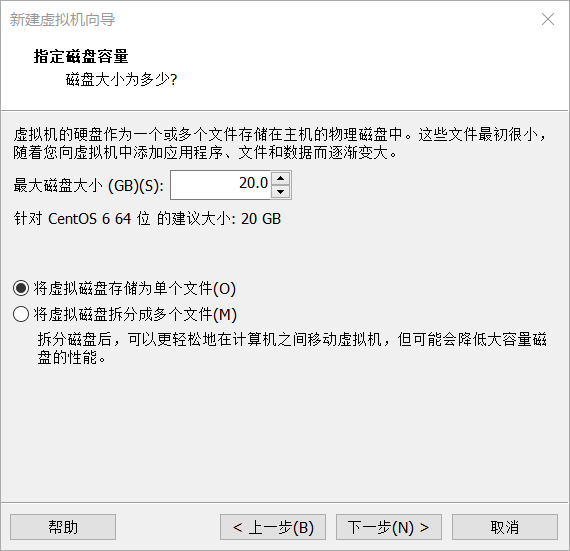 新建虚拟机向导
指定磁盘容量
磁盘大小为多少?
虚拟机的硬盘作为一个或多个文件存储在主机的物理磁盘中。这些文件最初很小，
随着您向虚拟机中添加应用程序、文件和数据而逐渐变大。
最大磁盘大小 (GB)(S): 20.0
针对 CentOS 6 64 位 的建议大小: 20 GB
将虚拟磁盘存储为单个文件(O)
将虚拟磁盘拆分成多个文件(M)
拆分磁盘后，可以更轻松地在计算机之间移动虚拟机，但可能会降低大容量磁
盘的性能。
帮助 < 上一步(B) 下一步(N) > 取消